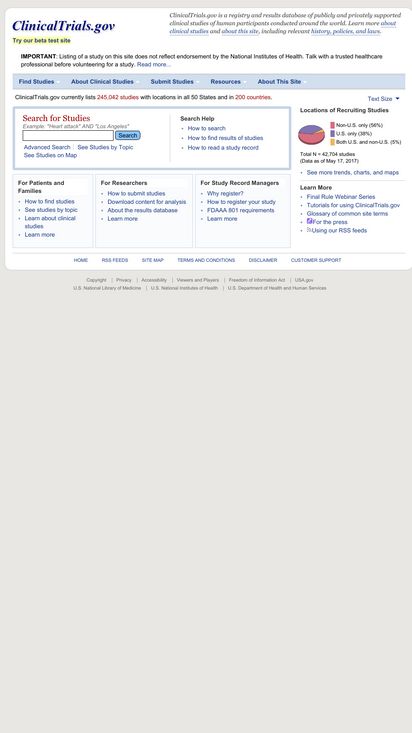 ClinicalTrials.gov
Try our beta test site
ClinicalTrials.gov is a registry and results database of publicly and privately supported
clinical studies of human participants conducted around the world. Learn more about
clinical studies and about this site, including relevant history, policies, and laws.
IMPORTANT: Listing of a study on this site does not reflect endorsement by the National Institutes of Health. Talk with a trusted healthcare
professional before volunteering for a study. Read more...
Find Studies About Clinical Studies Submit Studies Resources About This Site
ClinicalTrials.gov currently lists 245,042 studies with locations in all 50 States and in 200 countries.
Text Size
Search for Studies
Example: "Heart attack" AND "Los Angeles"
Search
Advanced Search | See Studies by Topic
See Studies on Map
Search Help
• How to search
• How to find results of studies
• How to read a study record
Locations of Recruiting Studies
Non-U.S. only (56%)
U.S. only (38%)
Both U.S. and non-U.S. (5%)
Total N = 42,704 studies
(Data as of May 17, 2017)
• See more trends, charts, and maps
Learn More
• Final Rule Webinar Series
• Tutorials for using ClinicalTrials.gov
• Glossary of common site terms
• For the press
• Using our RSS feeds
For Patients and
Families
• How to find studies
• See studies by topic
• Learn about clinical
studies
• Learn more
For Researchers
• How to submit studies
• Download content for analysis
• About the results database
• Learn more
For Study Record Managers
• Why register?
• How to register your study
• FDAAA 801 requirements
• Learn more
HOME RSS FEEDS SITE MAP TERMS AND CONDITIONS DISCLAIMER CUSTOMER SUPPORT
Copyright | Privacy | Accessibility | Viewers and Players | Freedom of Information Act | USA.gov
U.S. National Library of Medicine | U.S. National Institutes of Health | U.S. Department of Health and Human Services